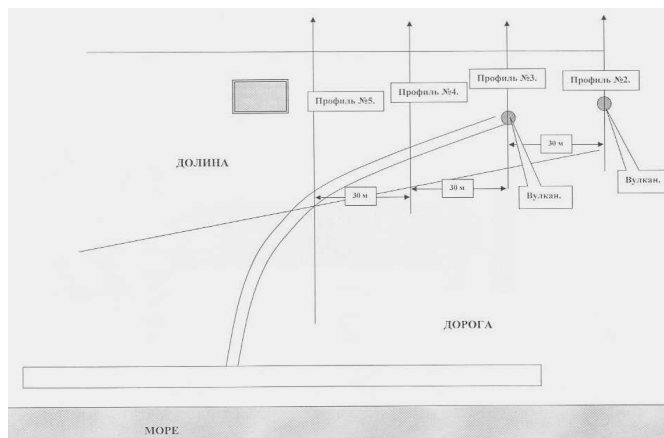 Профиль №5.
Профиль №4.
Профиль №3.
Профиль №2.
30 м
ДОЛИНА
30 м
30 м
Вулкан.
Вулкан.
ДОРОГА
МОРЕ